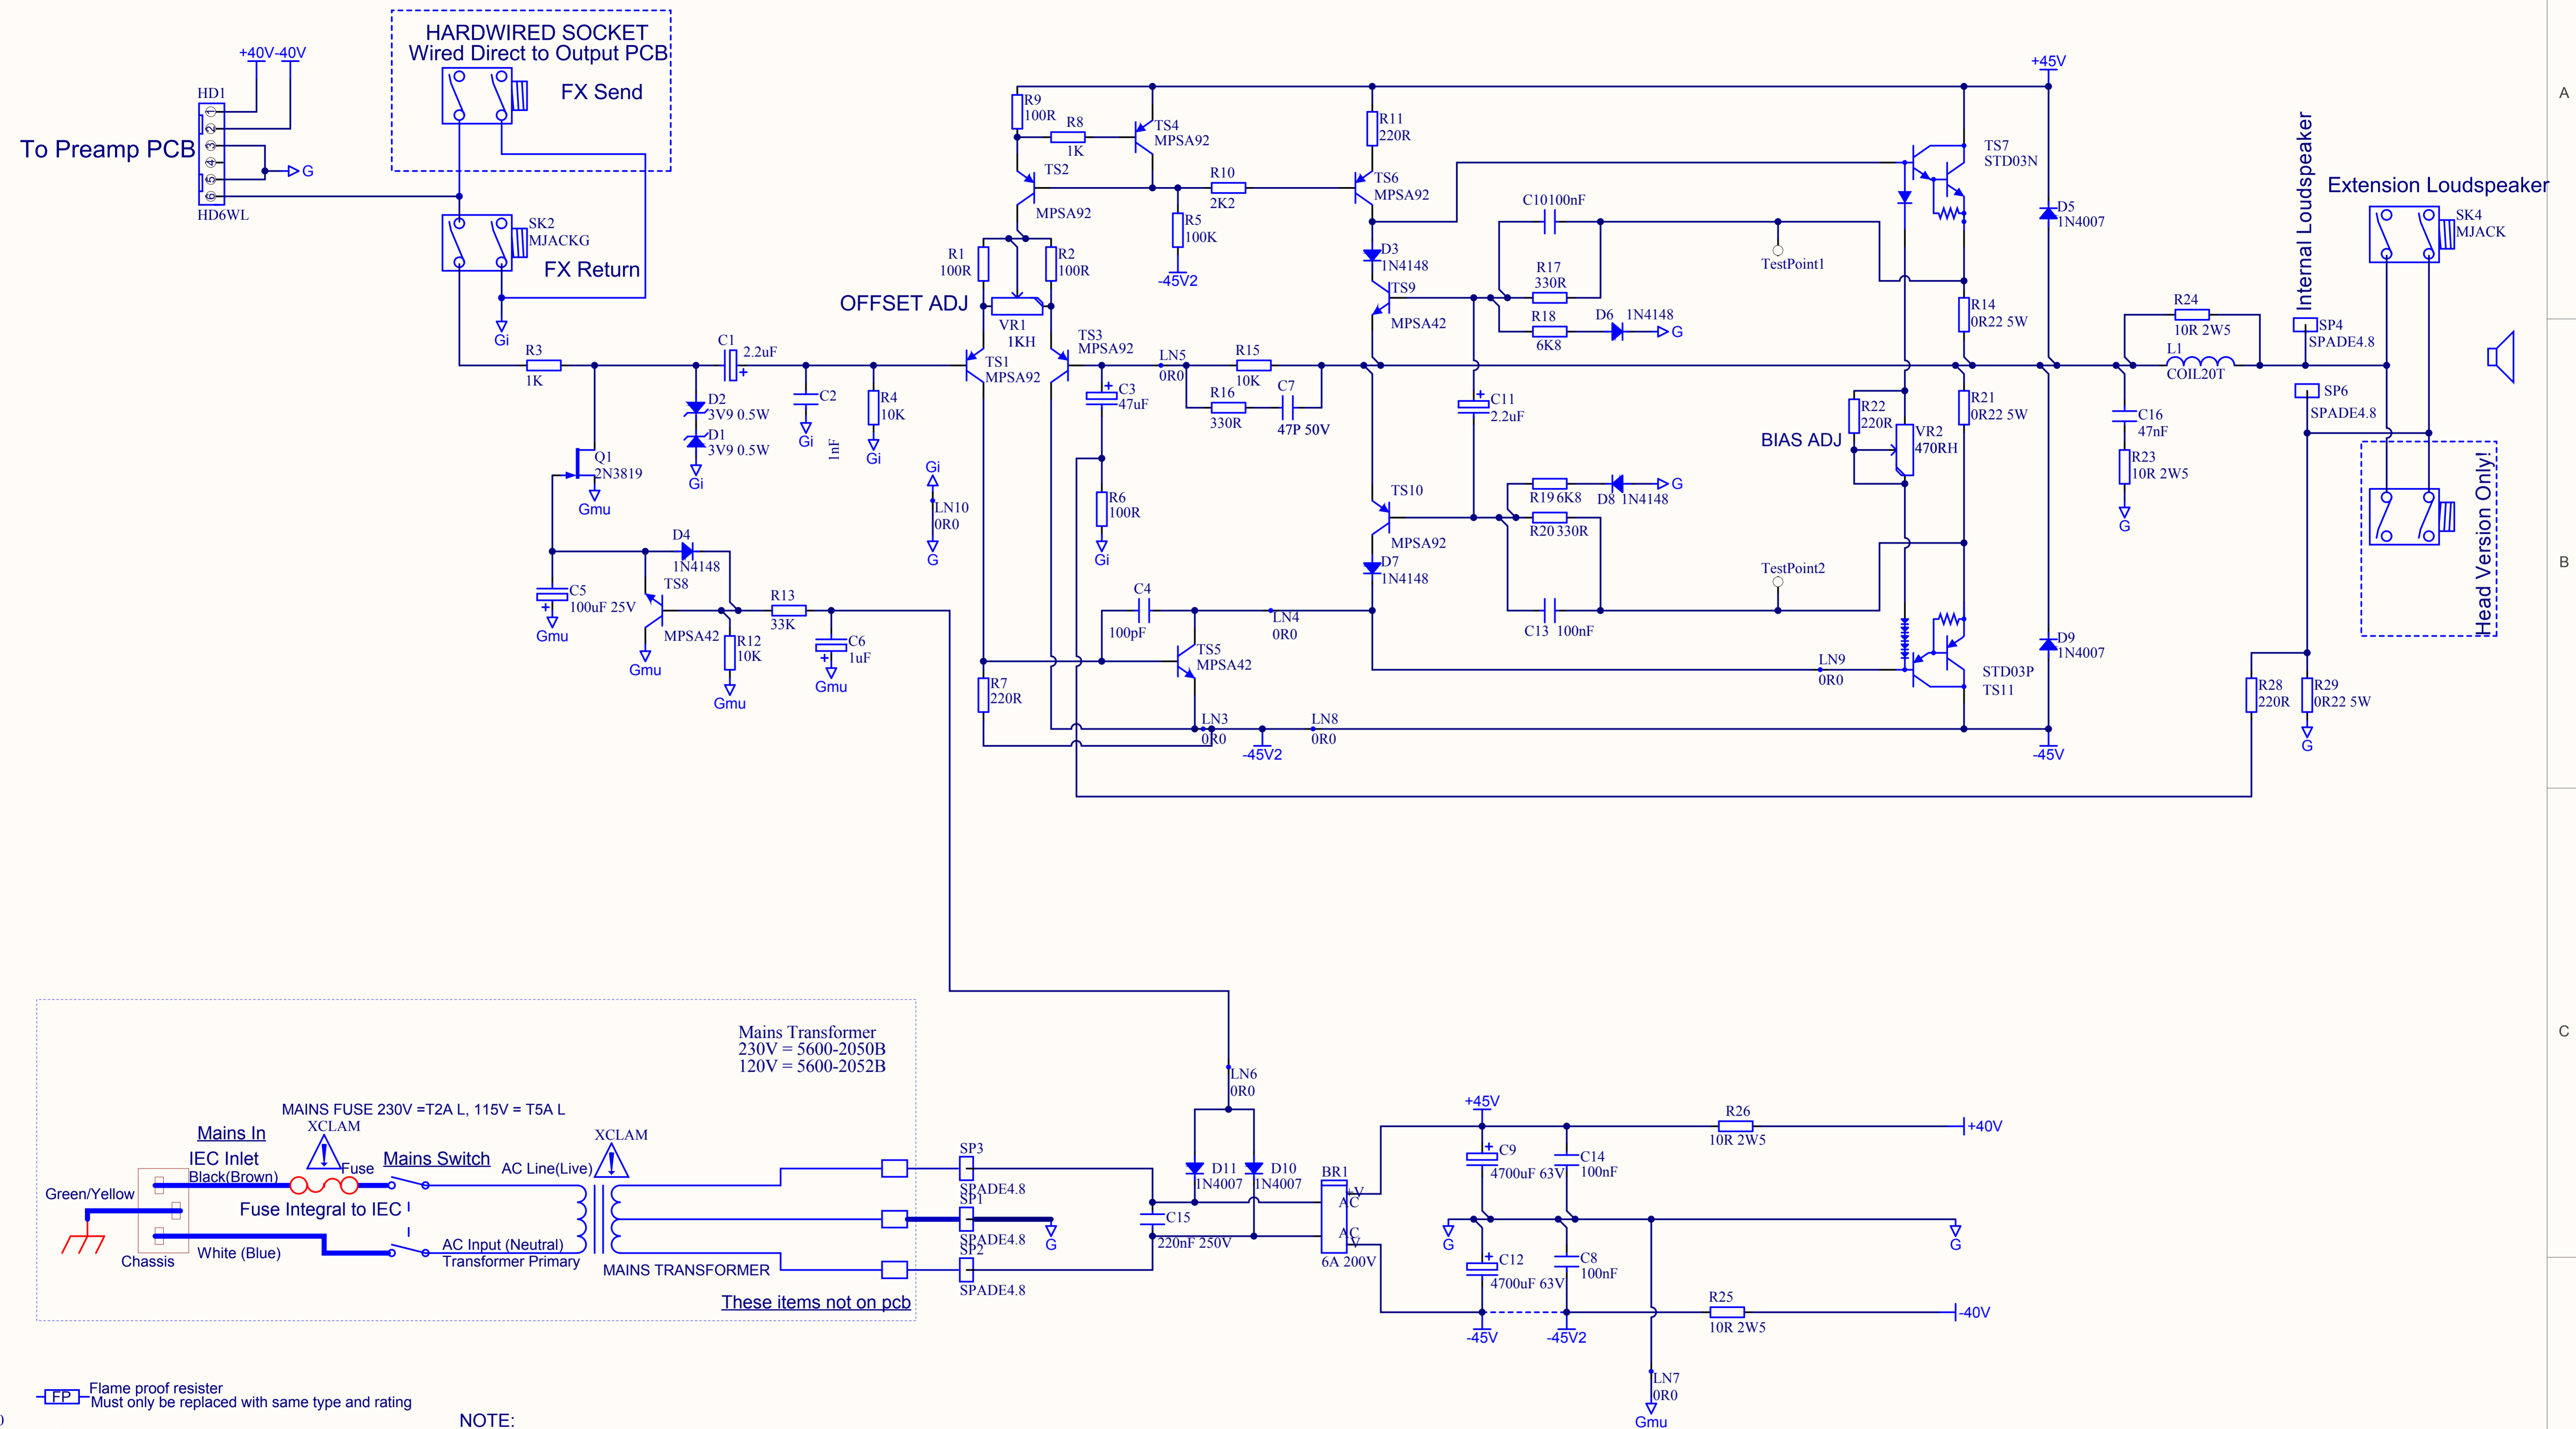 HARDWIRED SOCKET
Wired Direct to Output PCB
FX Send
+40V-40V
HD1
1
2
3
4
5
6
To Preamp PCB
G
HD6WL
SK2
MJACKG
FX Return
Gi
R3
1K
C1
2.2uF
D2
3V9 0.5W
D1
3V9 0.5W
Gi
C2
1nF
Gi
R4
10K
Gi
Q1
2N3819
Gmu
D4
1N4148
TS8
MPSA42
C5
100uF 25V
Gmu
Gmu
R12
10K
Gmu
R13
33K
C6
1uF
Gmu
Gi
LN10
0R0
G
R9
100R
R8
1K
TS4
MPSA92
TS2
MPSA92
R10
2K2
R5
100K
-45V2
R11
220R
TS6
MPSA92
R1
100R
R2
100R
OFFSET ADJ
VR1
1KH
TS1
MPSA92
TS3
MPSA92
LN5
0R0
R15
10K
C3
47uF
R16
330R
C7
47P 50V
R6
100R
Gi
C4
100pF
TS5
MPSA42
LN4
0R0
R7
220R
LN3
0R0
-45V2
LN8
0R0
D3
1N4148
TS9
MPSA42
C10100nF
R17
330R
R18
6K8
D6
1N4148
G
TestPoint1
C11
2.2uF
TS10
MPSA92
D7
1N4148
R19 6K8
D8 1N4148
G
R20 330R
C13 100nF
TestPoint2
BIAS ADJ
R22
220R
VR2
470RH
LN9
0R0
+45V
TS7
STD03N
D5
1N4007
R14
0R22 5W
R21
0R22 5W
STD03P
TS11
D9
1N4007
-45V
R24
10R 2W5
L1
COIL20T
C16
47nF
R23
10R 2W5
G
Internal Loudspeaker
SP4
SPADE4.8
SP6
SPADE4.8
Extension Loudspeaker
SK4
MJACK
Head Version Only!
R28
220R
R29
0R22 5W
G
A
B
C
Mains Transformer
230V = 5600-2050B
120V = 5600-2052B
MAINS FUSE 230V =T2A L, 115V = T5A L
XCLAM
XCLAM
Mains In
IEC Inlet
Black(Brown)
Fuse
Mains Switch
AC Line(Live)
Green/Yellow
Fuse Integral to IEC
Chassis
White (Blue)
AC Input (Neutral)
Transformer Primary
MAINS TRANSFORMER
These items not on pcb
SP3
SPADE4.8
SP1
SPADE4.8
SP2
SPADE4.8
G
LN6
0R0
D11
1N4007
D10
1N4007
C15
220nF 250V
BR1
+V
AC
AC
-V
6A 200V
+45V
C9
4700uF 63V
C14
100nF
R26
10R 2W5
+40V
G
G
C12
4700uF 63V
C8
100nF
R25
10R 2W5
-40V
-45V
-45V2
LN7
0R0
Gmu
FP
Flame proof resister
Must only be replaced with same type and rating
NOTE: